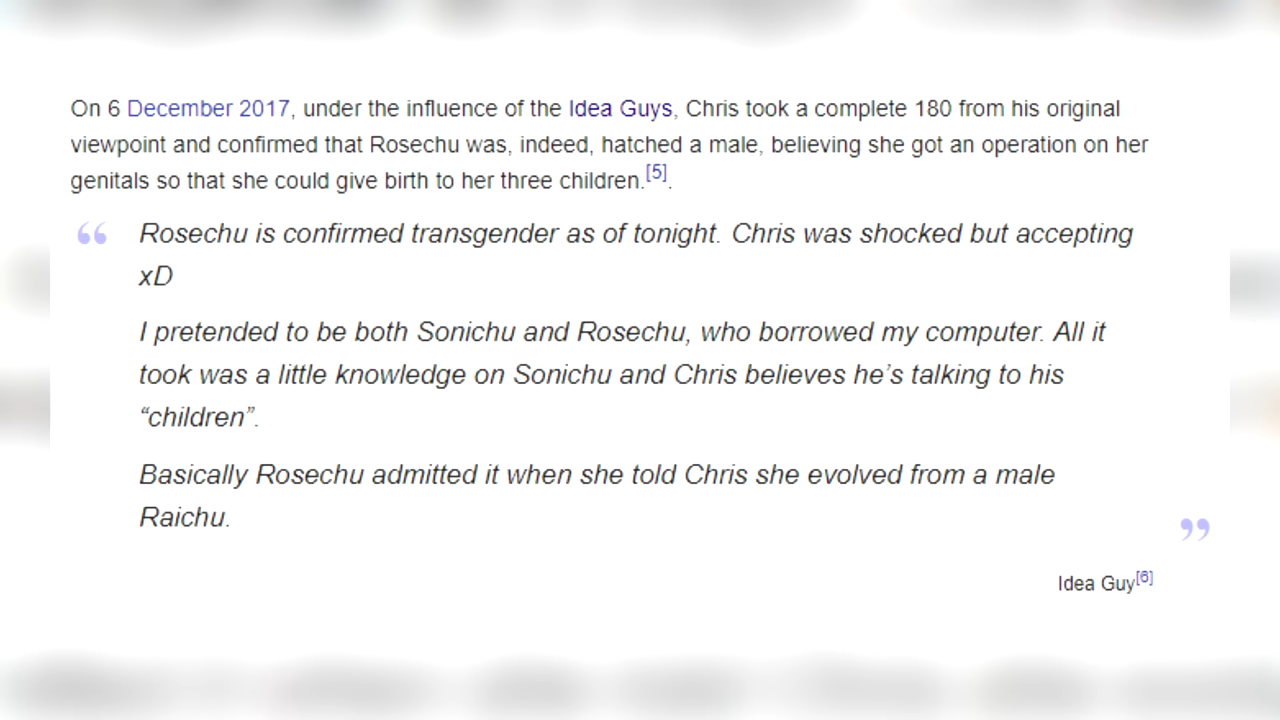 On 6 December 2017, under the influence of the Idea Guys, Chris took a complete 180 from his original
viewpoint and confirmed that Rosechu was, indeed, hatched a male, believing she got an operation on her
genitals so that she could give birth to her three children.[5].
“ Rosechu is confirmed transgender as of tonight. Chris was shocked but accepting
xD
I pretended to be both Sonichu and Rosechu, who borrowed my computer. All it
took was a little knowledge on Sonichu and Chris believes he’s talking to his
“children”.
Basically Rosechu admitted it when she told Chris she evolved from a male
Raichu. ”
Idea Guy[6]